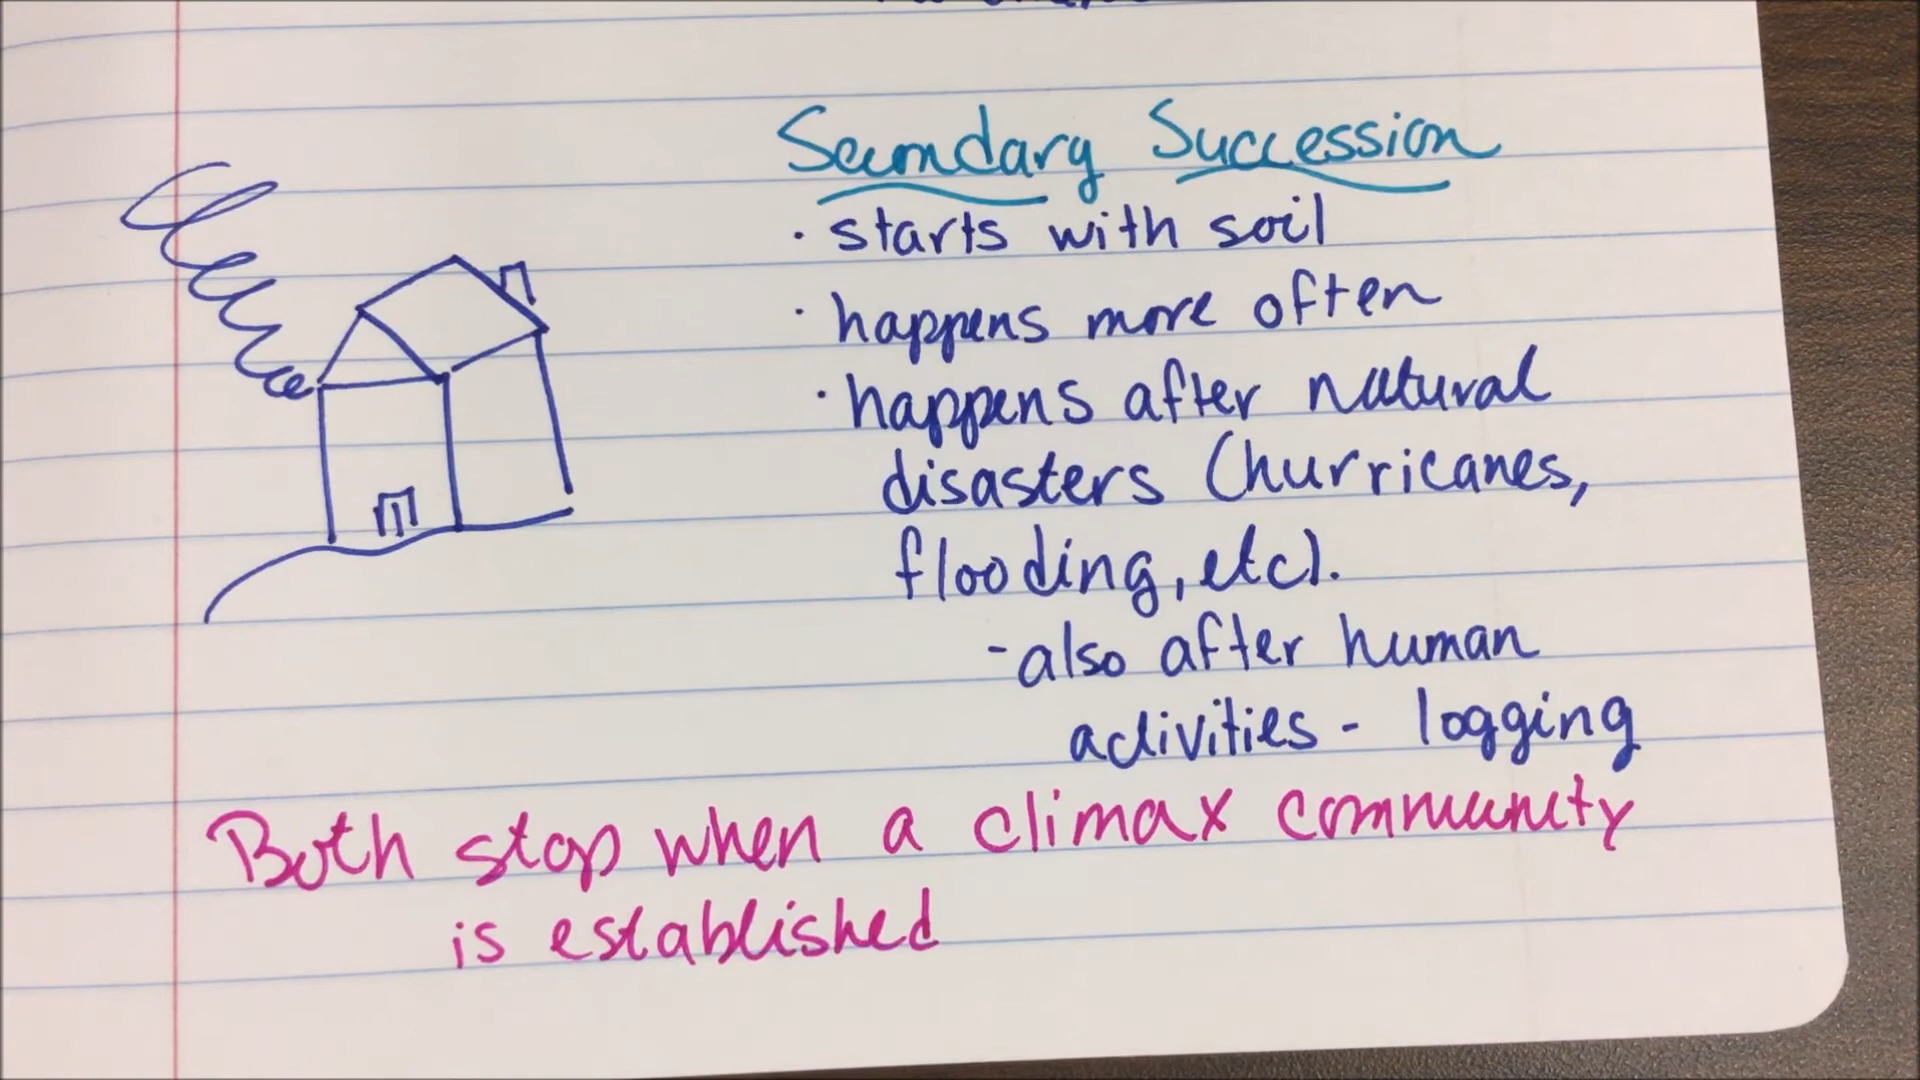 Secondary Succession
· starts with soil
· happens more often
· happens after natural
disasters (hurricanes,
flooding, etc).
- also after human
activities - logging
Both stop when a climax community
is established